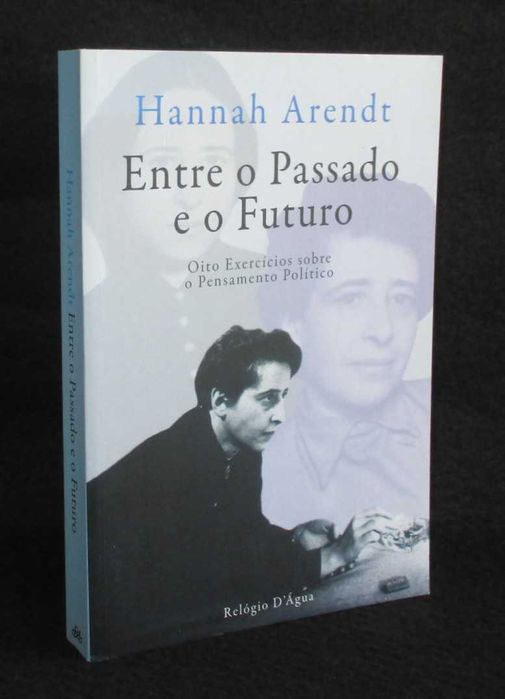 Hannah Arendt
Entre o Passado
e o Futuro
Oito Exercícios sobre
o Pensamento Político
Relógio D'Água
Hannah Arendt Entre o Passado e o Futuro